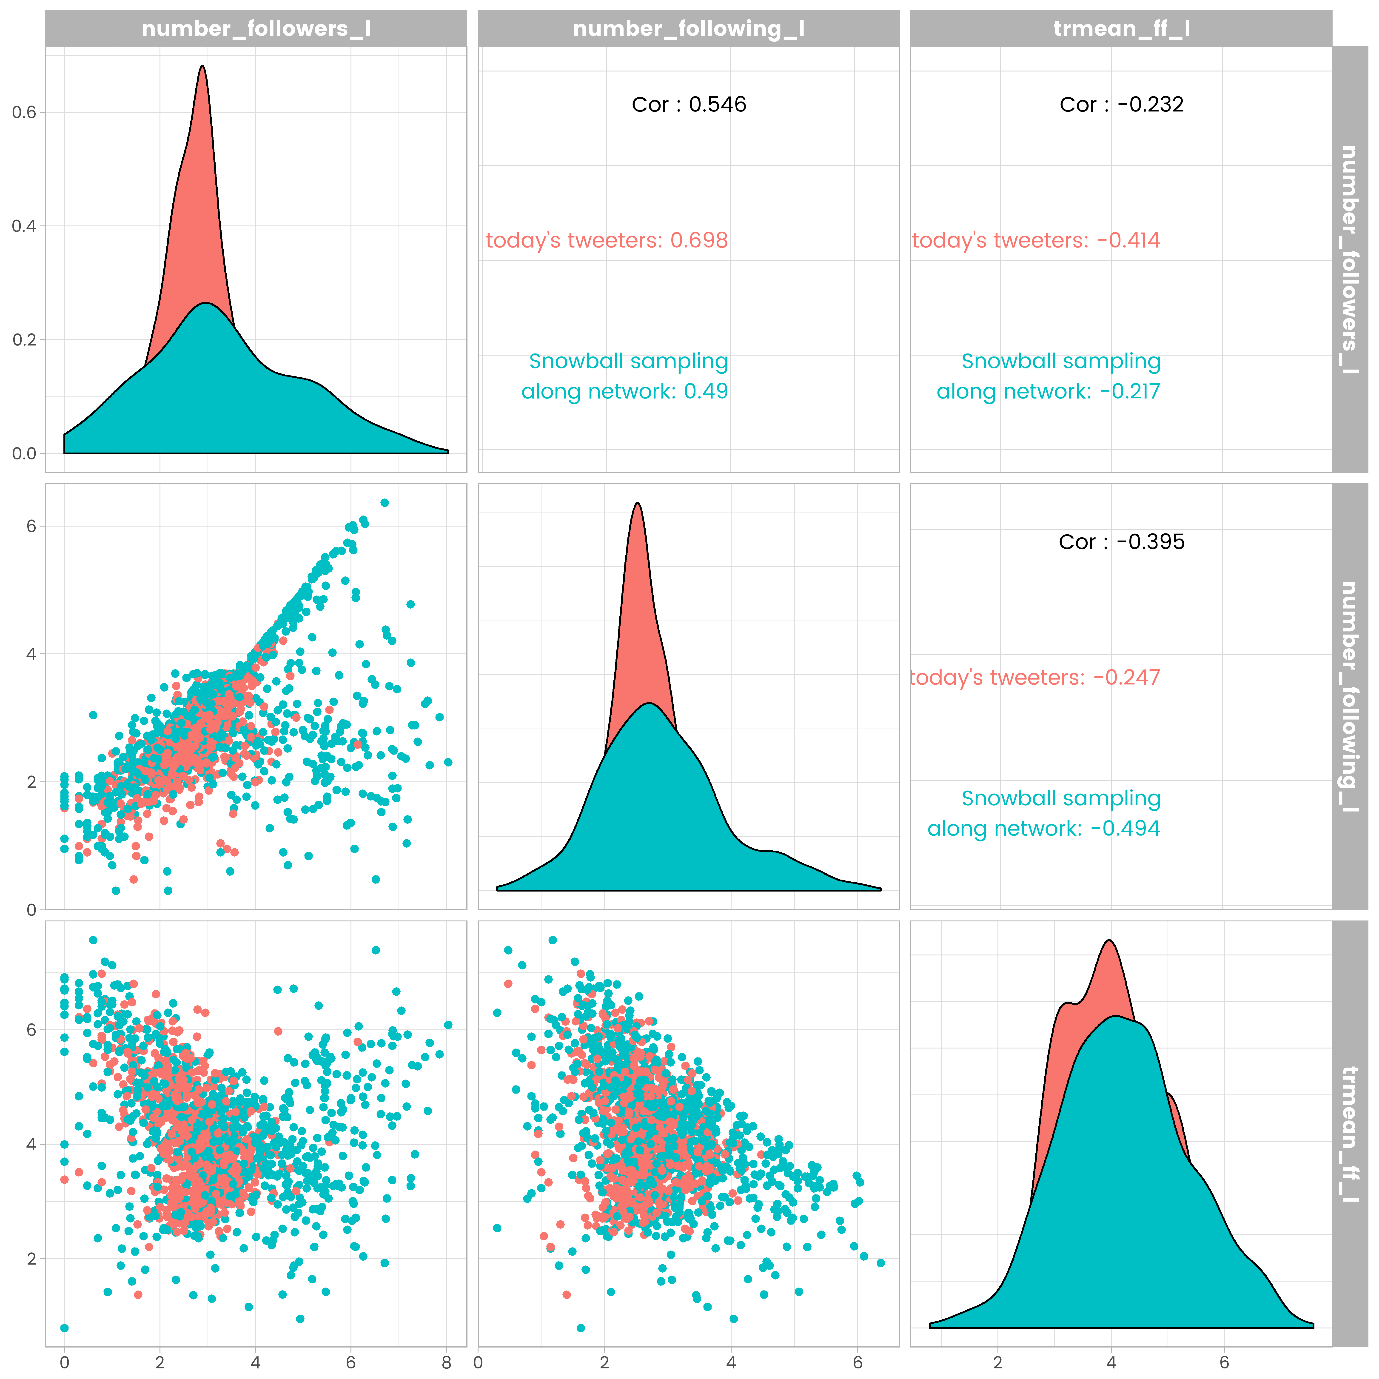 number_followers_l
number_following_l
trmean_ff_l
0.6
0.4
0.2
0.0
Cor : 0.546
today's tweeters: 0.698
Snowball sampling
along network: 0.49
Cor : -0.232
today's tweeters: -0.414
Snowball sampling
along network: -0.217
number_followers_l
6
4
2
0
Cor : -0.395
today's tweeters: -0.247
Snowball sampling
along network: -0.494
number_following_l
6
4
2
trmean_ff_l
0 2 4 6 8
0 2 4 6
2 4 6